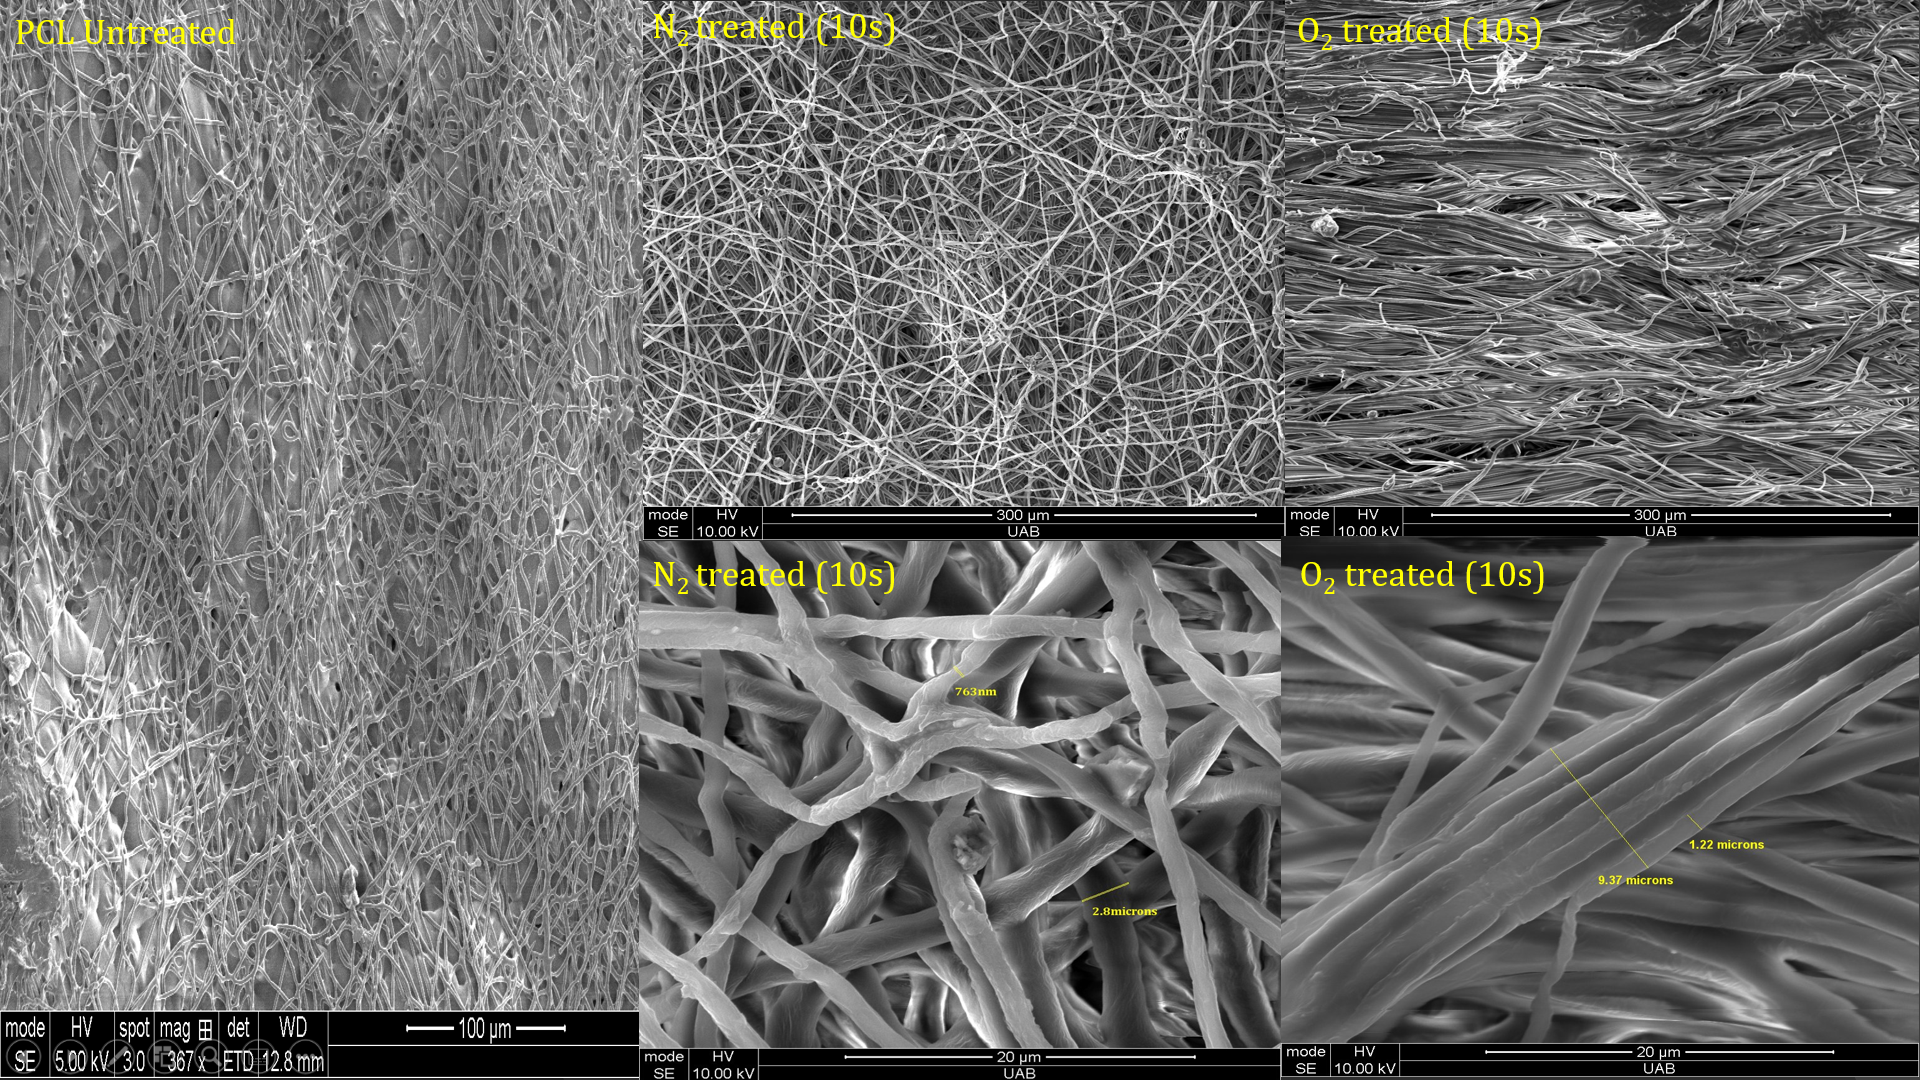 PCL Untreated
mode HV spot mag det WD
SE 5.00 kV 3.0 367 x ETD 12.8 mm
100 µm
N₂ treated (10s)
mode HV
SE 10.00 kV
300 µm
UAB
O₂ treated (10s)
mode HV
SE 10.00 kV
300 µm
UAB
N₂ treated (10s)
763nm
2.8microns
mode HV
SE 10.00 kV
20 µm
UAB
O₂ treated (10s)
1.22 microns
9.37 microns
mode HV
SE 10.00 kV
20 µm
UAB